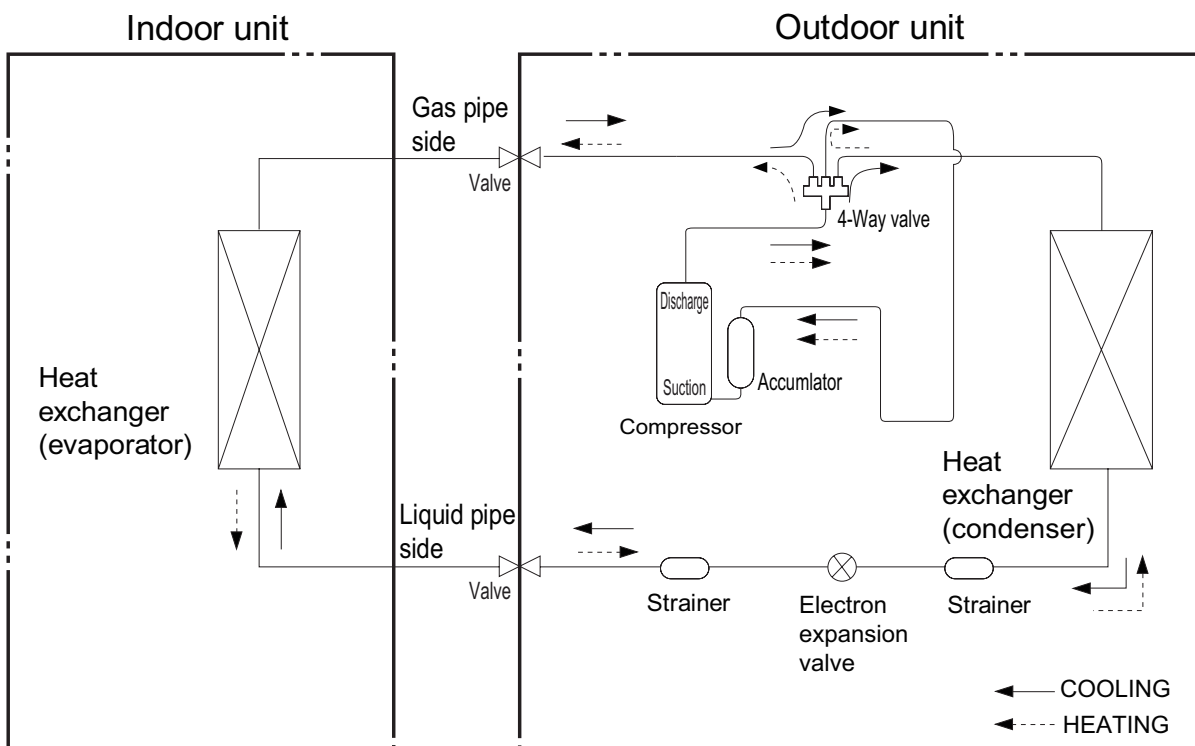 Indoor unit
Outdoor unit
Gas pipe
side
Valve
4-Way valve
Discharge
Suction
Accumlator
Compressor
Heat
exchanger
(evaporator)
Heat
exchanger
(condenser)
Liquid pipe
side
Valve
Strainer
Electron
expansion
valve
Strainer
COOLING
HEATING